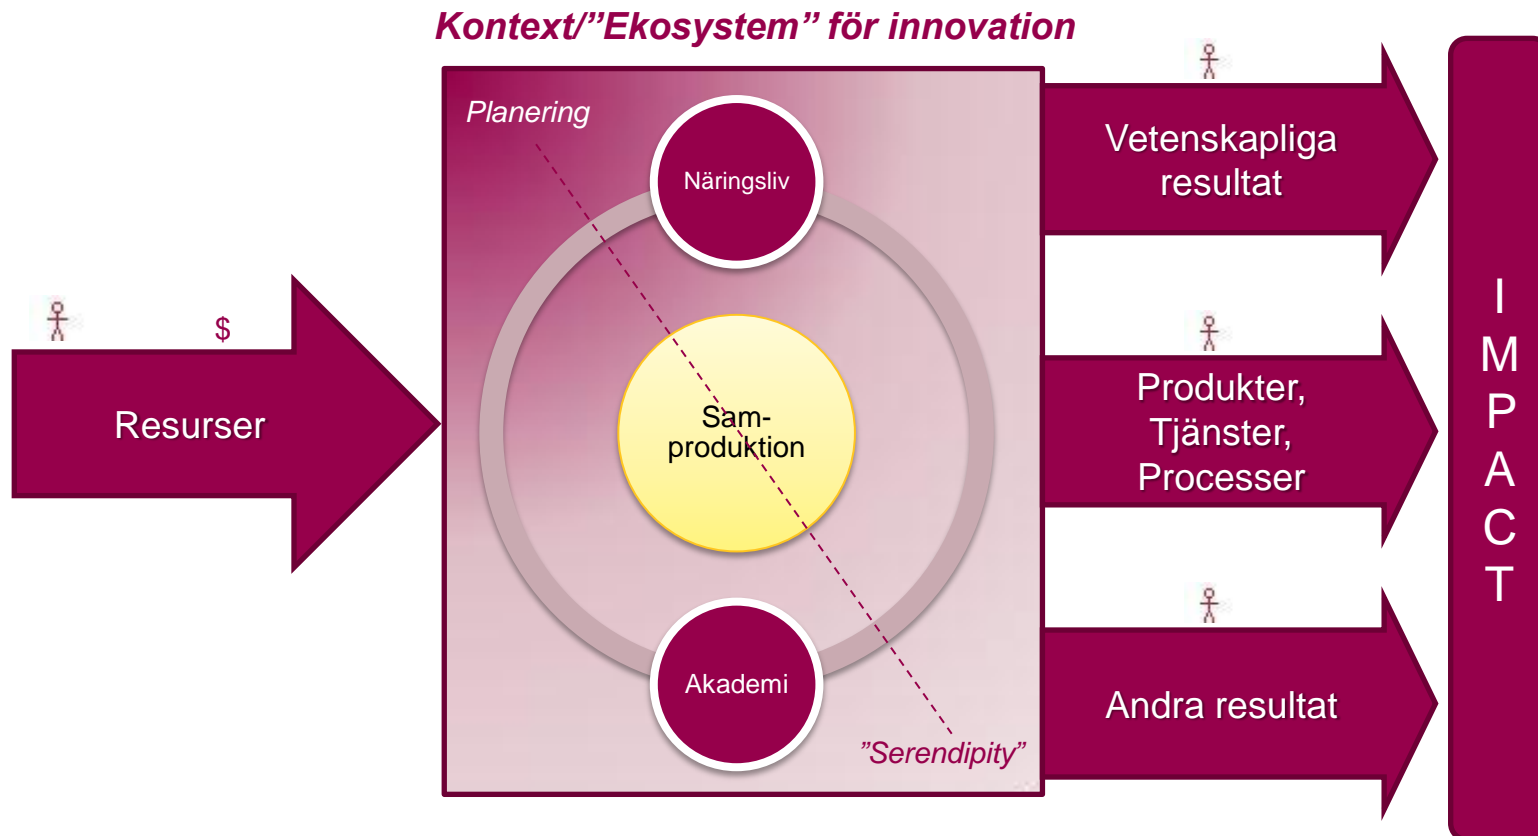 Kontext/”Ekosystem” för innovation
Planering
Näringsliv
Sam-
produktion
Akademi
”Serendipity”
$
Resurser
Vetenskapliga
resultat
Produkter,
Tjänster,
Processer
Andra resultat
I
M
P
A
C
T